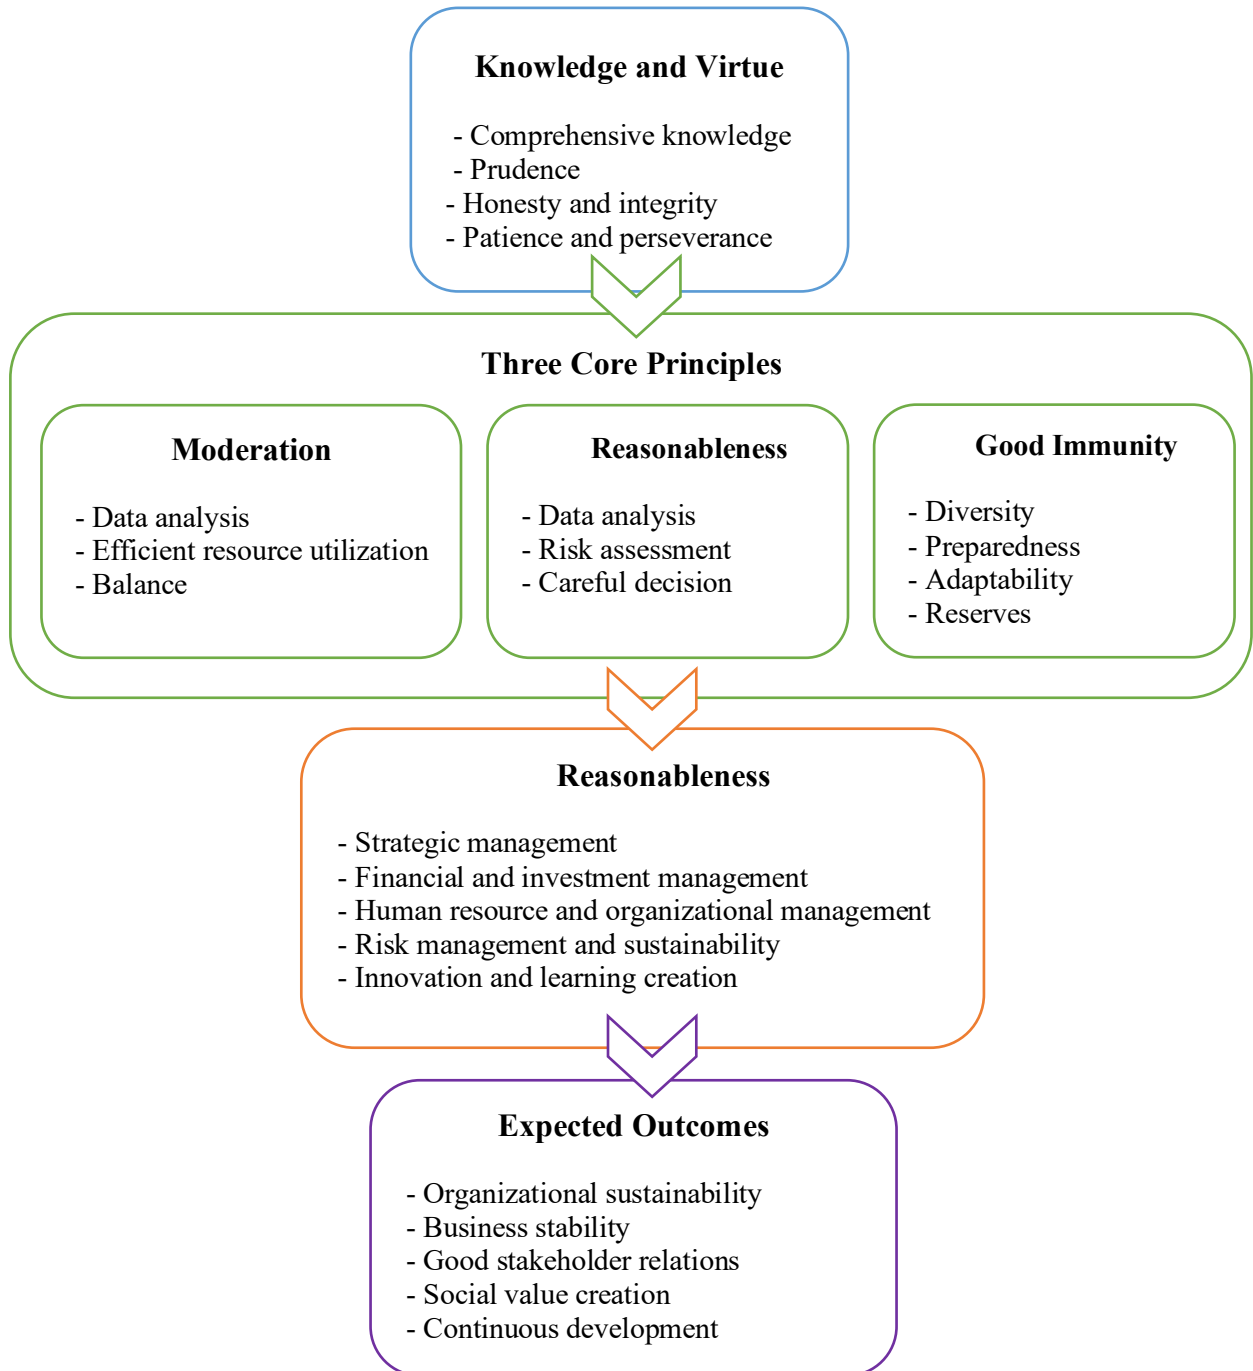 Knowledge and Virtue
- Comprehensive knowledge
- Prudence
- Honesty and integrity
- Patience and perseverance
Three Core Principles
Moderation
- Data analysis
- Efficient resource utilization
- Balance
Reasonableness
- Data analysis
- Risk assessment
- Careful decision
Good Immunity
- Diversity
- Preparedness
- Adaptability
- Reserves
Reasonableness
- Strategic management
- Financial and investment management
- Human resource and organizational management
- Risk management and sustainability
- Innovation and learning creation
Expected Outcomes
- Organizational sustainability
- Business stability
- Good stakeholder relations
- Social value creation
- Continuous development